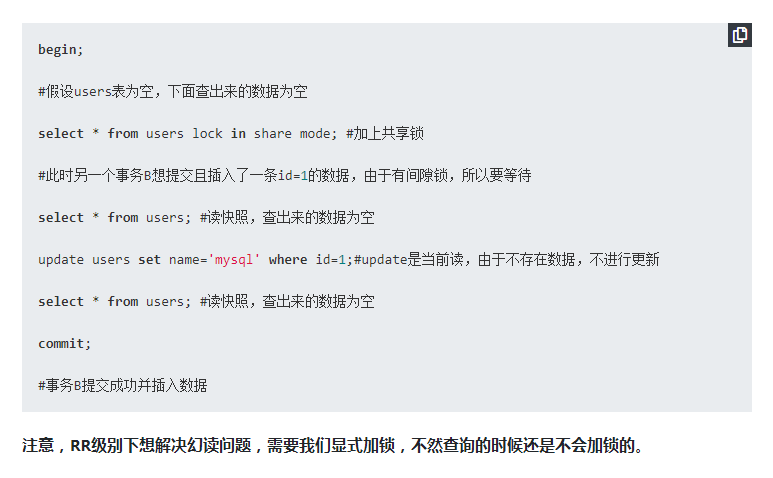 begin;
#假设users表为空，下面查出来的数据为空
select * from users lock in share mode; #加上共享锁
#此时另一个事务B想提交且插入了一条id=1的数据，由于有间隙锁，所以要等待
select * from users; #读快照，查出来的数据为空
update users set name='mysql' where id=1;#update是当前读，由于不存在数据，不进行更新
select * from users; #读快照，查出来的数据为空
commit;
#事务B提交成功并插入数据
注意，RR级别下想解决幻读问题，需要我们显式加锁，不然查询的时候还是不会加锁的。